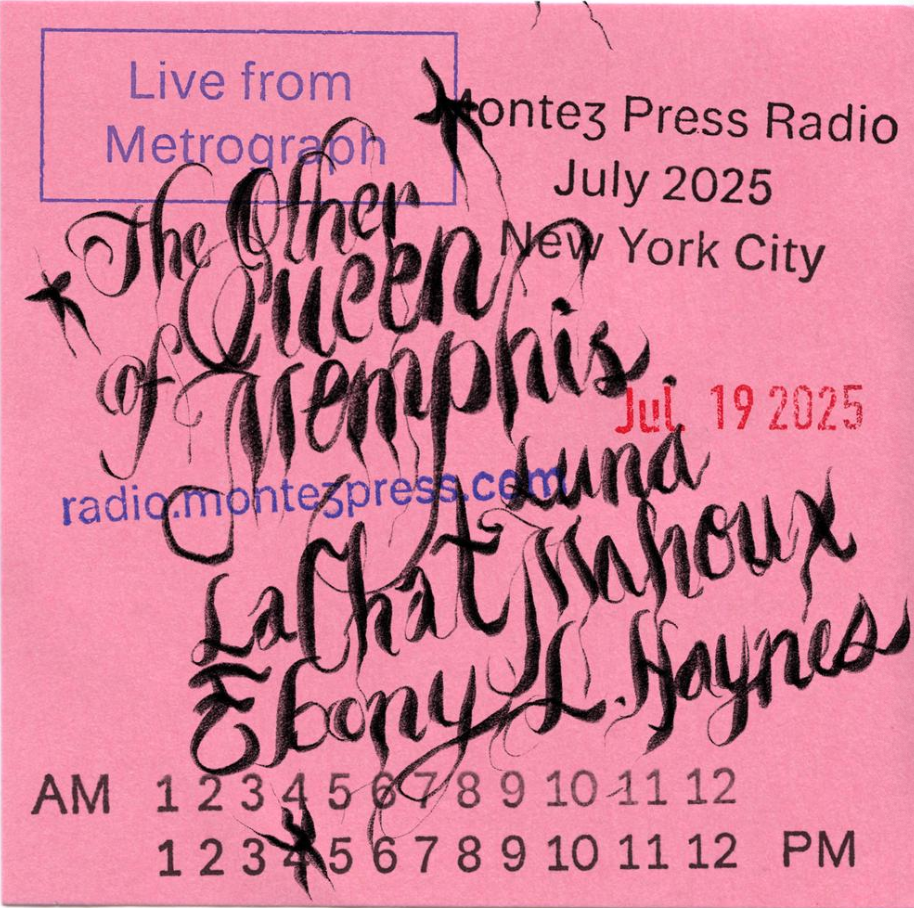 Live from
Metrograph
Monteʒ Press Radio
July 2025
New York City
The Other
Queen
of Memphis
Jul 19 2025
radio.monteʒpress.com
Luna
Mahoux
LaChat
Ebony L. Haynes
AM 1 2 3 4 5 6 7 8 9 10 11 12
1 2 3 4 5 6 7 8 9 10 11 12 PM